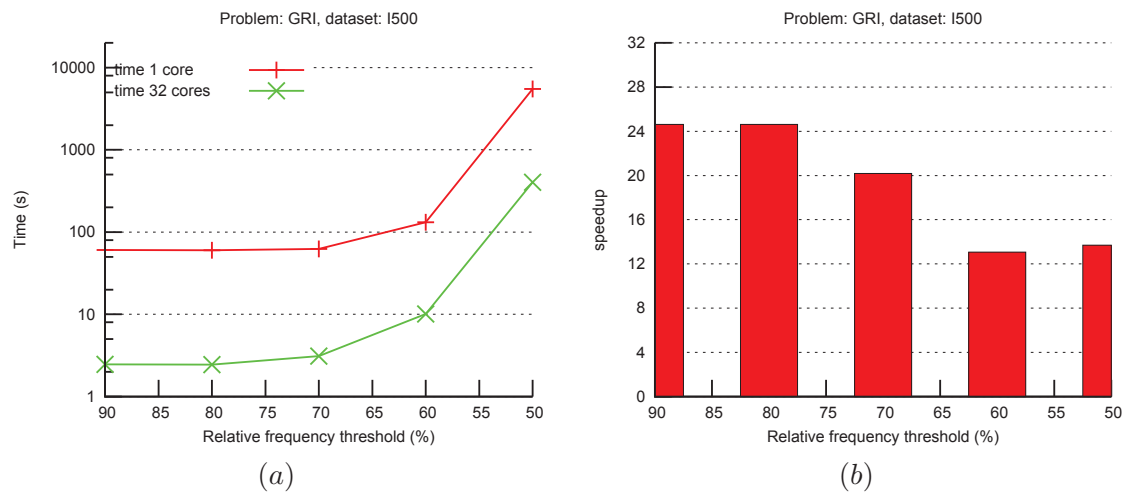 Problem: GRI, dataset: I500
10000
1000
100
10
1
Time (s)
time 1 core
time 32 cores
90 85 80 75 70 65 60 55 50
Relative frequency threshold (%)
(a)
Problem: GRI, dataset: I500
32
28
24
20
16
12
8
4
0
speedup
90 85 80 75 70 65 60 55 50
Relative frequency threshold (%)
(b)